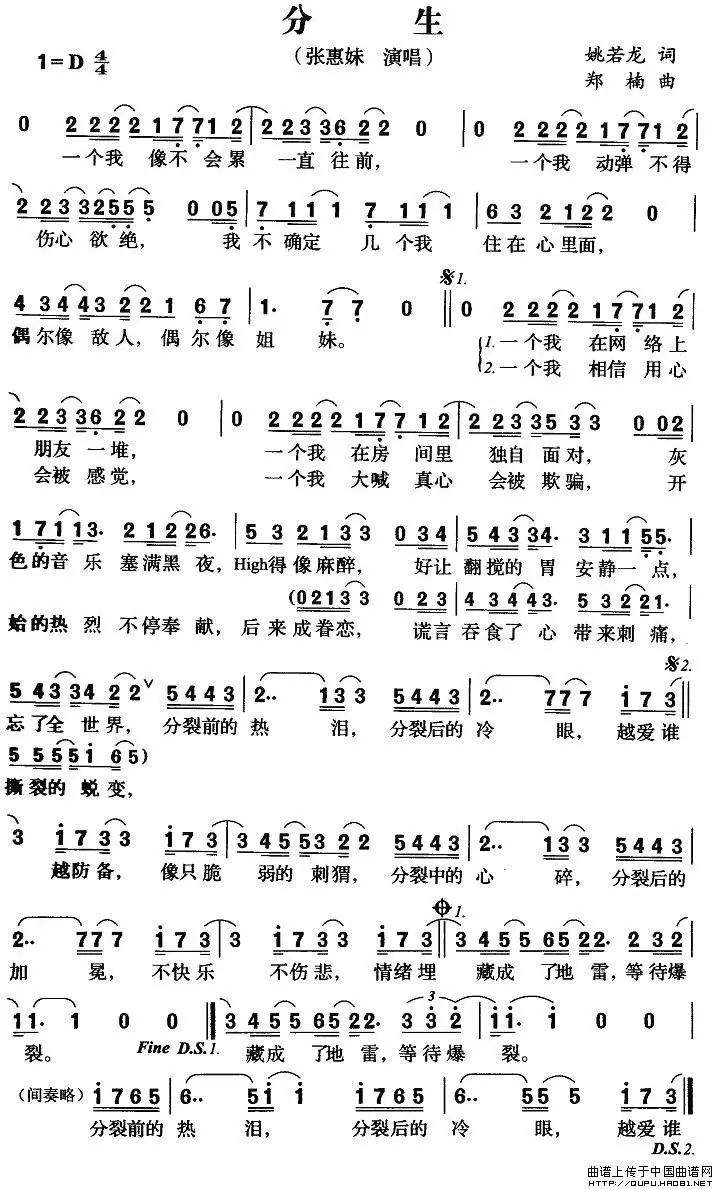 分 生
(张惠妹 演唱)
1=D 4/4
姚若龙 词
郑 楠 曲
0 2 2 2 2 1 7 7 1 2 2 2 3 3 6 2 2 0 0 2 2 2 2 1 7 7 1 2
一个我 像不 会累 一直 往前, 一个我 动弹 不得
2 2 3 3 2 5 5 5 0 0 5 7 1 1 1 7 1 1 1 6 3 2 1 2 2 0
伤心 欲绝, 我 不 确定 几 个我 住在 心里面,
𝄋1.
4 3 4 4 3 2 2 1 6 7 1· 7 7 0 0 2 2 2 2 1 7 7 1 2
偶尔像 敌人, 偶 尔像 姐 妹。 1. 一个我 在网 络上
2. 一个我 相信 用心
2 2 3 3 6 2 2 0 0 2 2 2 2 1 7 7 1 2 2 2 3 3 5 3 3 0 0 2
朋友 一堆, 一个我 在房 间里 独自 面对, 灰
会被 感觉, 一个我 大喊 真心 会被 欺骗, 开
1 7 1 1 3· 2 1 2 2 6· 5 3 2 1 3 3 0 3 4 5 4 3 3 4· 3 1 1 5 5·
色的音 乐 塞满黑 夜, High得像麻醉, 好让 翻搅的 胃 安静一 点,
(0 2 1 3 3 0 2 3 4 3 4 4 3· 5 3 2 2 1·
始的热 烈 不停奉 献, 后来成眷恋, 谎言 吞食了 心 带来刺 痛,
𝄋2.
5 4 3 3 4 2 2 ∨ 5 4 4 3 2·· 1 3 3 5 4 4 3 2·· 7 7 7 1 7 3
忘了全 世界, 分裂前的 热 泪, 分裂后的 冷 眼, 越爱谁
5 5 5 5 1 6 5)
撕裂的 蜕变,
3 1 7 3 3 1 7 3 3 4 5 5 3 2 2 5 4 4 3 2·· 1 3 3 5 4 4 3
越防备, 像只脆 弱的 刺猬, 分裂中的 心 碎, 分裂后的
1.
2·· 7 7 7 1 7 3 3 1 7 3 1 7 3 3 4 5 5 6 5 2 2· 2 3 2
加 冕, 不快乐 不伤悲, 情绪埋 藏成 了地 雷, 等待爆
1 1· 1 0 0 3 4 5 5 6 5 2 2· 3 3 2 1 1· 1 0 0
裂。 Fine D.S.1. 藏成 了地 雷, 等待爆 裂。
(间奏略) 1 7 6 5 6·· 5 1 1 1 7 6 5 6·· 5 5 5 1 7 3
分裂前的 热 泪, 分裂后的 冷 眼, 越爱谁
D.S.2.
曲谱上传于中国曲谱网
HTTP://QUPU.HAO81.NET